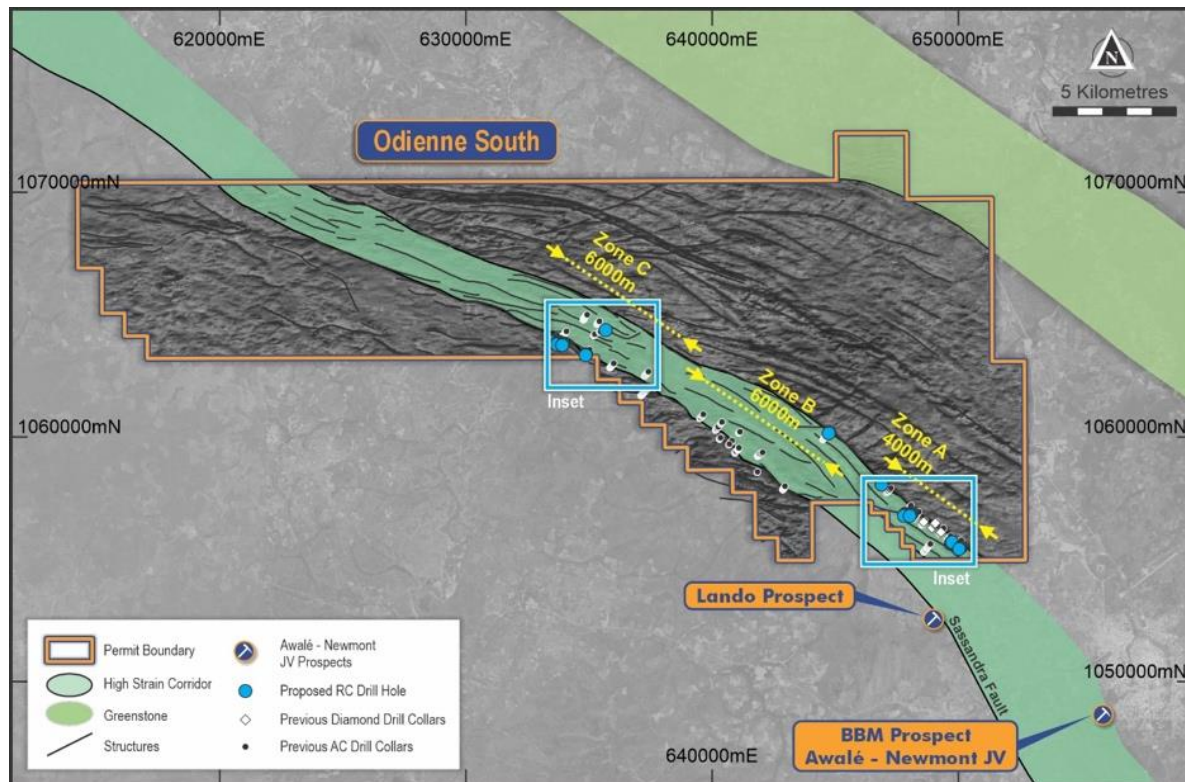 620000mE
630000mE
640000mE
650000mE
N
5 Kilometres
Odienne South
1070000mN
1070000mN
Zone C
6000m
Zone B
6000m
Zone A
4000m
Inset
1060000mN
1060000mN
Inset
Lando Prospect
Sassandra Fault
1050000mN
BBM Prospect
Awalé - Newmont JV
640000mE
650000mE
Permit Boundary
High Strain Corridor
Greenstone
Structures
Awalé - Newmont
JV Prospects
Proposed RC Drill Hole
Previous Diamond Drill Collars
Previous AC Drill Collars